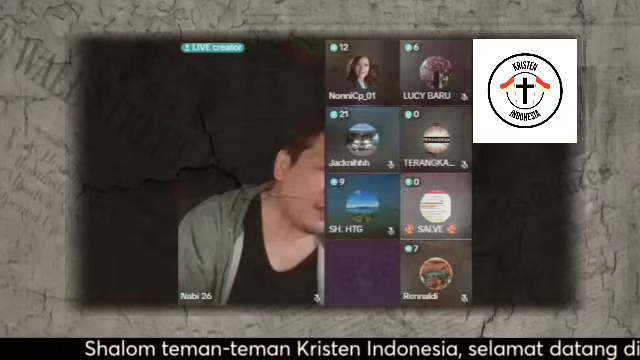 LIVE creator
12
6
NonniCp_01
LUCY BARU
21
0
Jacknihhh
TERANGKA...
9
0
SH. HTG
SALVE
7
Nabi 26
Rennaldi
KRISTEN
INDONESIA
Shalom teman-teman Kristen Indonesia, selamat datang di